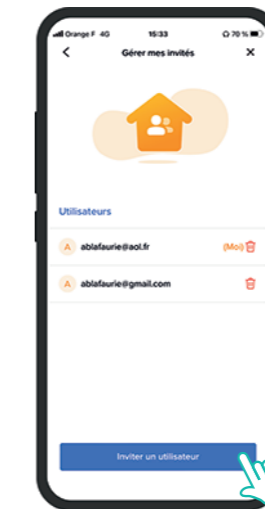 Orange F 4G 15:33 70 %
Gérer mes invités
Utilisateurs
A ablafaurie@aol.fr (Moi)
A ablafaurie@gmail.com
Inviter un utilisateur